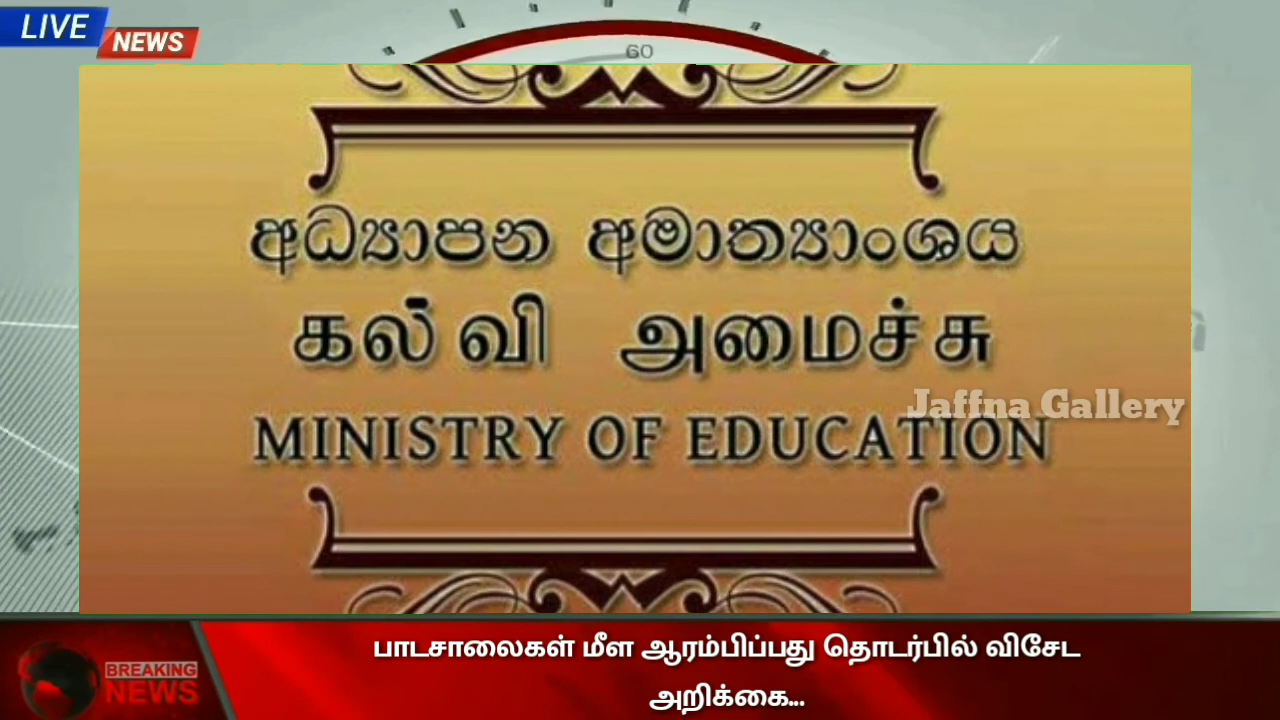 LIVE
NEWS
60
අධ්‍යාපන අමාත්‍යාංශය
கல்வி அமைச்சு
Jaffna Gallery
MINISTRY OF EDUCATION
BREAKING
NEWS
பாடசாலைகள் மீள ஆரம்பிப்பது தொடர்பில் விசேட
அறிக்கை...